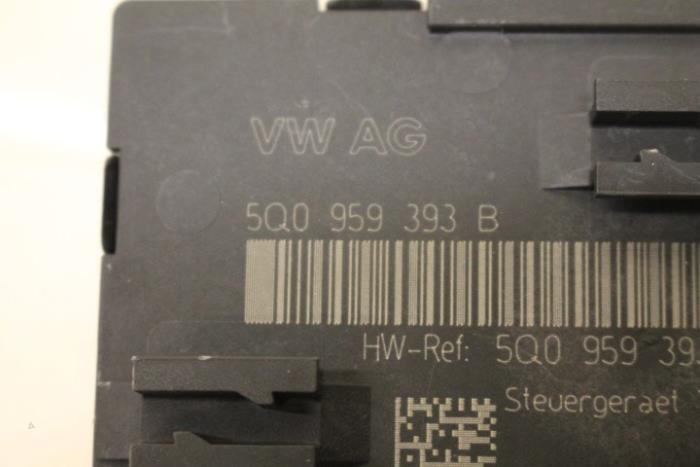 VW AG
5Q0 959 393 B
HW-Ref: 5Q0 959 39
Steuergeraet